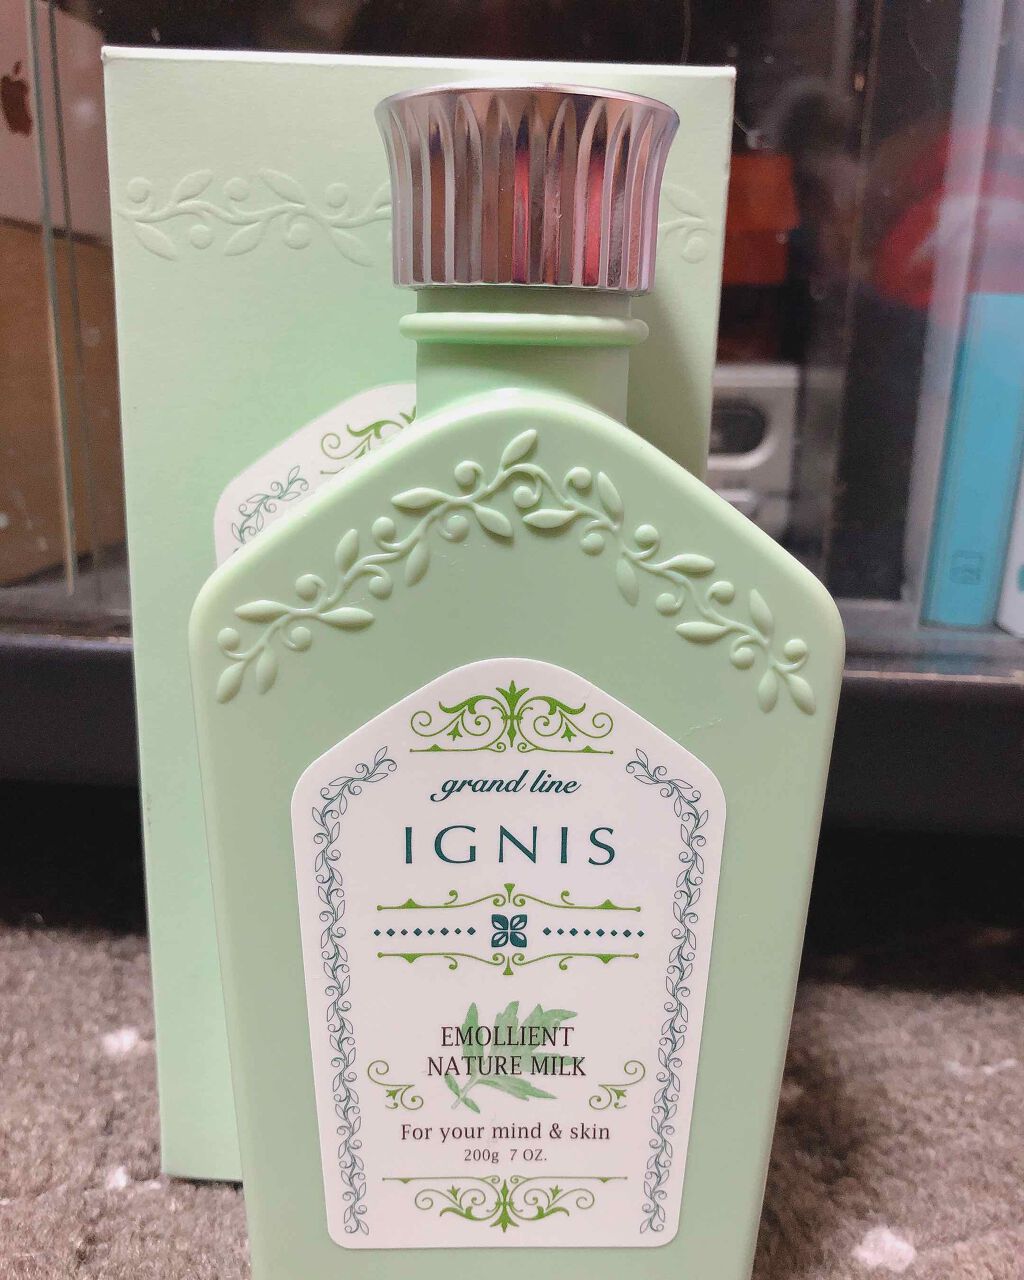 grand line
IGNIS
EMOLLIENT
NATURE MILK
For your mind & skin
200g 7 OZ.